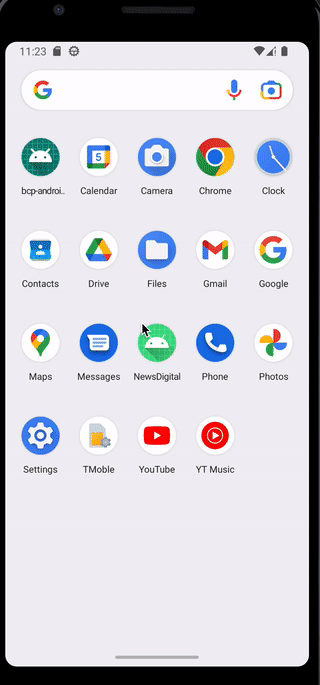 11:23
bcp-androi..
Calendar
Camera
Chrome
Clock
5
Contacts
Drive
Files
Gmail
Google
Maps
Messages
NewsDigital
Phone
Photos
Settings
TMoble
YouTube
YT Music